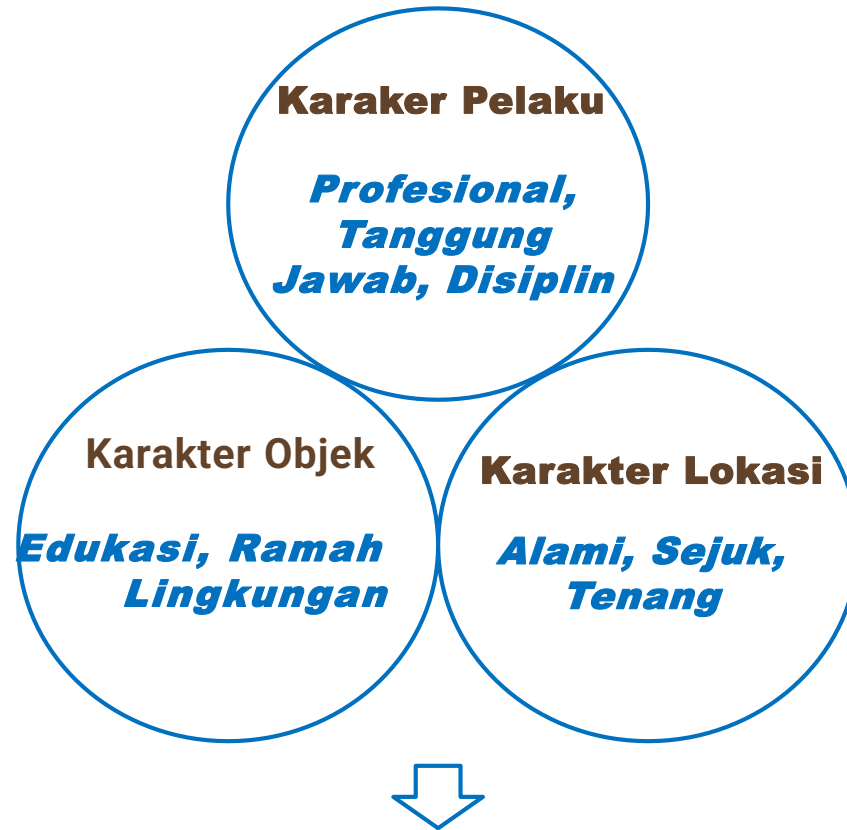 Karaker Pelaku
Profesional,
Tanggung
Jawab, Disiplin
Karakter Objek
Edukasi, Ramah
Lingkungan
Karakter Lokasi
Alami, Sejuk,
Tenang